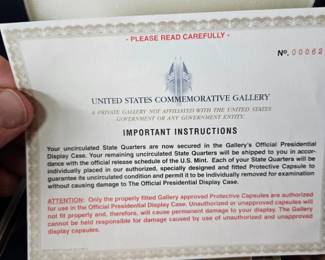 - PLEASE READ CAREFULLY -
Nº. 00062
UNITED STATES COMMEMORATIVE GALLERY
A PRIVATE GALLERY NOT AFFILIATED WITH THE UNITED STATES
GOVERNMENT OR ANY GOVERNMENT ENTITY.
IMPORTANT INSTRUCTIONS
Your uncirculated State Quarters are now secured in the Gallery's Official Presidential
Display Case. Your remaining uncirculated State Quarters will be shipped to you in accor-
dance with the official release schedule of the U.S. Mint. Each of your State Quarters will be
individually placed in our authorized, specially designed and fitted Protective Capsule to
guarantee its uncirculated condition and permit it to be individually removed for examination
without causing damage to The Official Presidential Display Case.
ATTENTION: Only the properly fitted Gallery approved Protective Capsules are authorized
for use in the Official Presidential Display Case. Unauthorized or unapproved capsules will
not fit properly and, therefore, will cause permanent damage to your display. The Gallery
cannot be held responsible for damage caused by use of unauthorized and unapproved
display capsules.